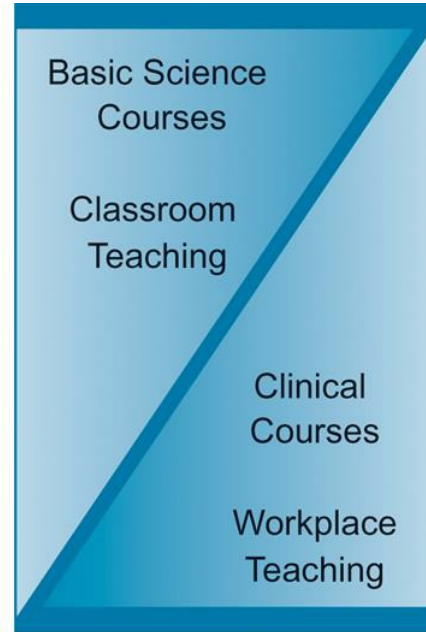 Basic Science
Courses
Classroom
Teaching
Clinical
Courses
Workplace
Teaching